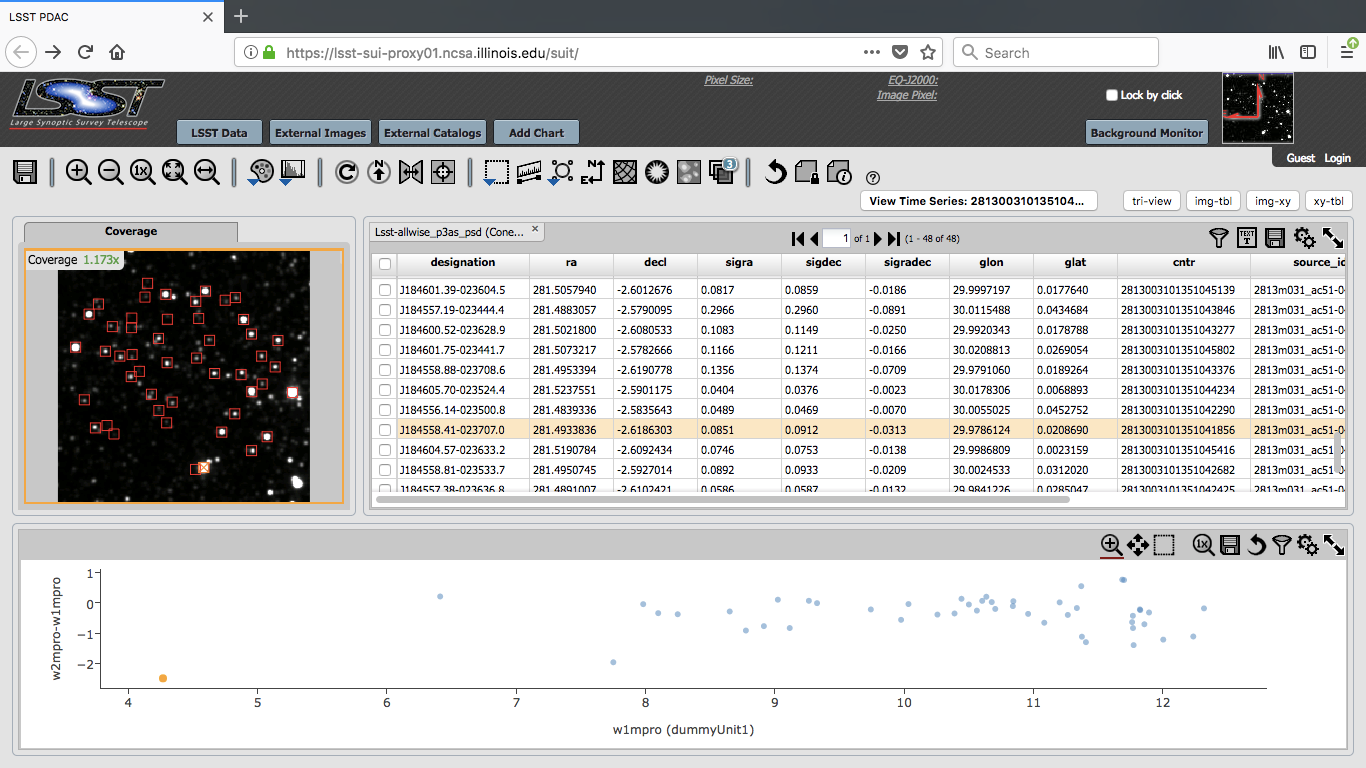 LSST PDAC
https://lsst-sui-proxy01.ncsa.illinois.edu/suit/
Search
LSST
Large Synoptic Survey Telescope
Pixel Size:
EQ-J2000:
Image Pixel:
Lock by click
LSST Data
External Images
External Catalogs
Add Chart
Background Monitor
Guest Login
1x
N
N
E
3
i
?
View Time Series: 281300310135104...
tri-view
img-tbl
img-xy
xy-tbl
Coverage
Coverage 1.173x
Lsst-allwise_p3as_psd (Cone...
1 of 1 (1 - 48 of 48)
TEXT
designation ra decl sigra sigdec sigradec glon glat cntr source_id
J184601.39-023604.5 281.5057940 -2.6012676 0.0817 0.0859 -0.0186 29.9997197 0.0177640 2813003101351045139 2813m031_ac51-0
J184557.19-023444.4 281.4883057 -2.5790095 0.2966 0.2960 -0.0891 30.0115488 0.0434684 2813003101351043846 2813m031_ac51-0
J184600.52-023628.9 281.5021800 -2.6080533 0.1083 0.1149 -0.0250 29.9920343 0.0178788 2813003101351043277 2813m031_ac51-0
J184601.75-023441.7 281.5073217 -2.5782666 0.1166 0.1211 -0.0166 30.0208813 0.0269054 2813003101351045802 2813m031_ac51-0
J184558.88-023708.6 281.4953394 -2.6190778 0.1356 0.1374 -0.0709 29.9791060 0.0189264 2813003101351043376 2813m031_ac51-0
J184605.70-023524.4 281.5237551 -2.5901175 0.0404 0.0376 -0.0023 30.0178306 0.0068893 2813003101351044234 2813m031_ac51-0
J184556.14-023500.8 281.4839336 -2.5835643 0.0489 0.0469 -0.0070 30.0055025 0.0452752 2813003101351042290 2813m031_ac51-0
J184558.41-023707.0 281.4933836 -2.6186303 0.0851 0.0912 -0.0313 29.9786124 0.0208690 2813003101351041856 2813m031_ac51-0
J184604.57-023633.2 281.5190784 -2.6092434 0.0746 0.0753 -0.0138 29.9986809 0.0023159 2813003101351045416 2813m031_ac51-0
J184558.81-023533.7 281.4950745 -2.5927014 0.0892 0.0933 -0.0209 30.0024533 0.0312020 2813003101351042682 2813m031_ac51-0
J184557.38-023636.8 281.4891007 -2.6102421 0.0586 0.0587 -0.0132 29.9841226 0.0285047 2813003101351042425 2813m031_ac51-0
1x
w2mpro-w1mpro
1
0
−1
−2
4 5 6 7 8 9 10 11 12
w1mpro (dummyUnit1)